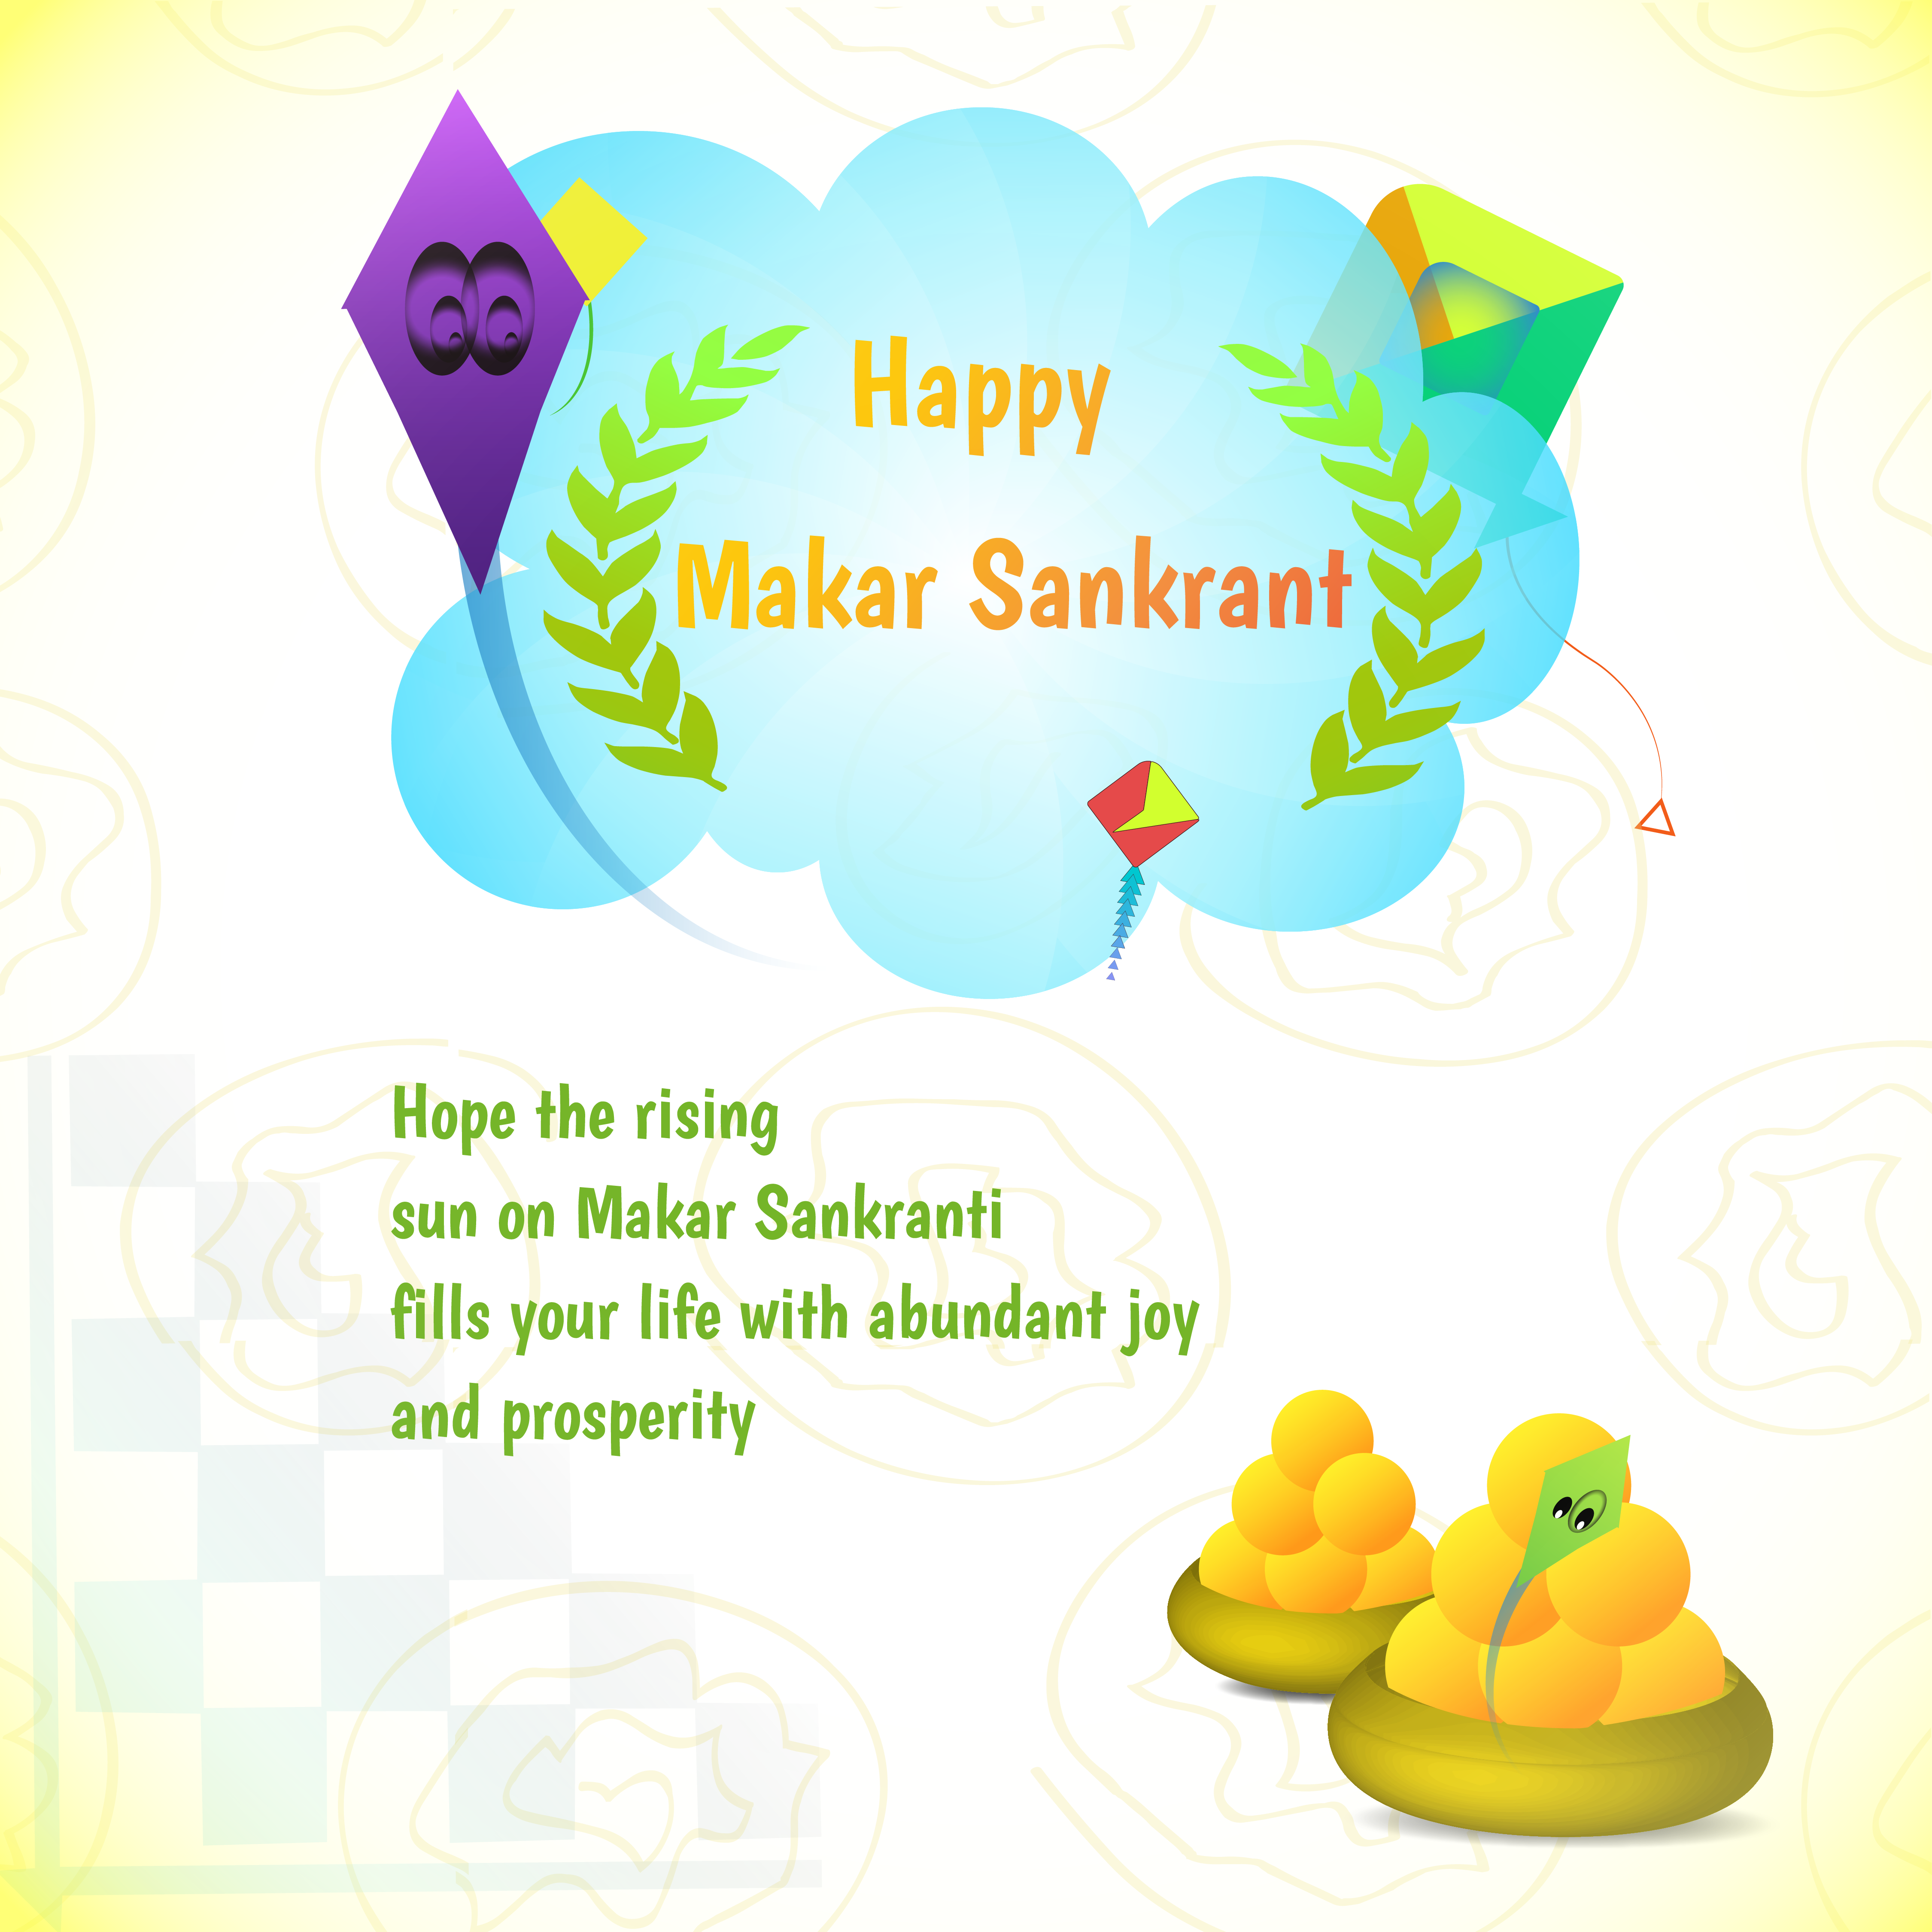 Happy
Makar Sankrant
Hope the rising
sun on Makar Sankranti
fills your life with abundant joy
and prosperity